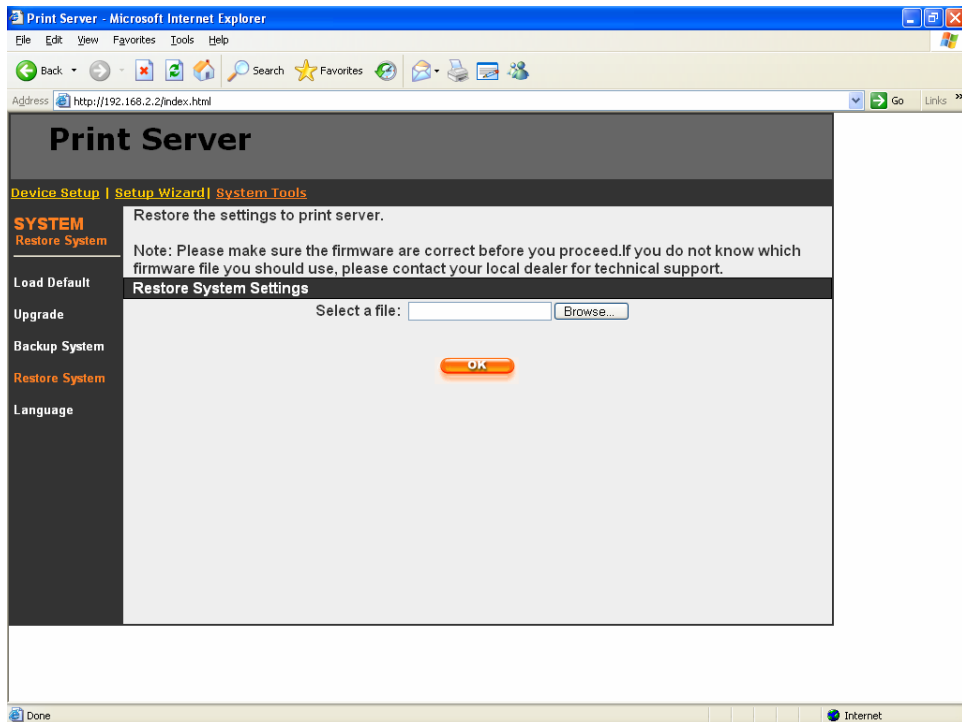 Print Server - Microsoft Internet Explorer
File Edit View Favorites Tools Help
Back Search Favorites
Address http://192.168.2.2/index.html Go Links »
Print Server
Device Setup | Setup Wizard| System Tools
SYSTEM
Restore System
Load Default
Upgrade
Backup System
Restore System
Language
Restore the settings to print server.
Note: Please make sure the firmware are correct before you proceed.If you do not know which
firmware file you should use, please contact your local dealer for technical support.
Restore System Settings
Select a file: Browse...
OK
Done Internet